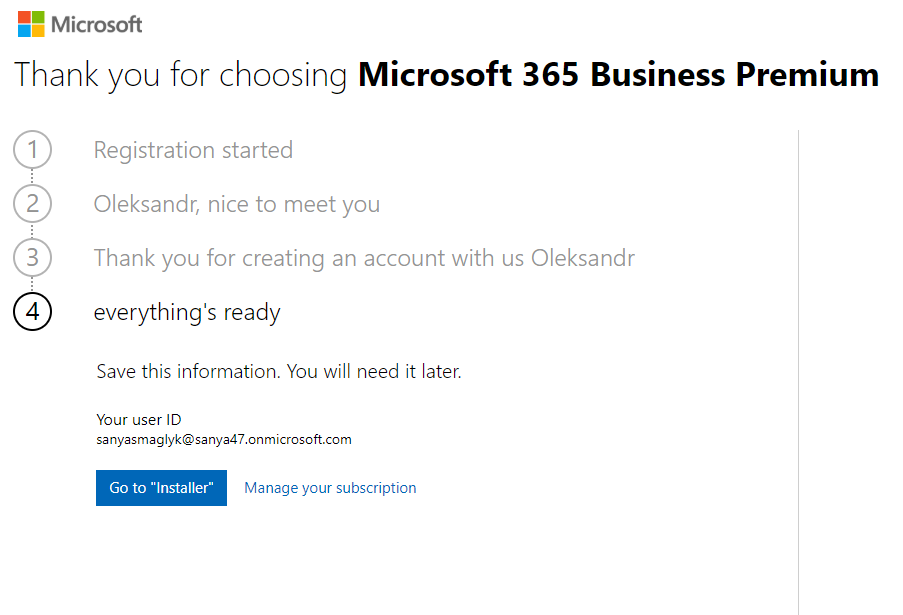 Microsoft
Thank you for choosing Microsoft 365 Business Premium
1 Registration started
2 Oleksandr, nice to meet you
3 Thank you for creating an account with us Oleksandr
4 everything's ready
Save this information. You will need it later.
Your user ID
sanyasmaglyk@sanya47.onmicrosoft.com
Go to "Installer" Manage your subscription